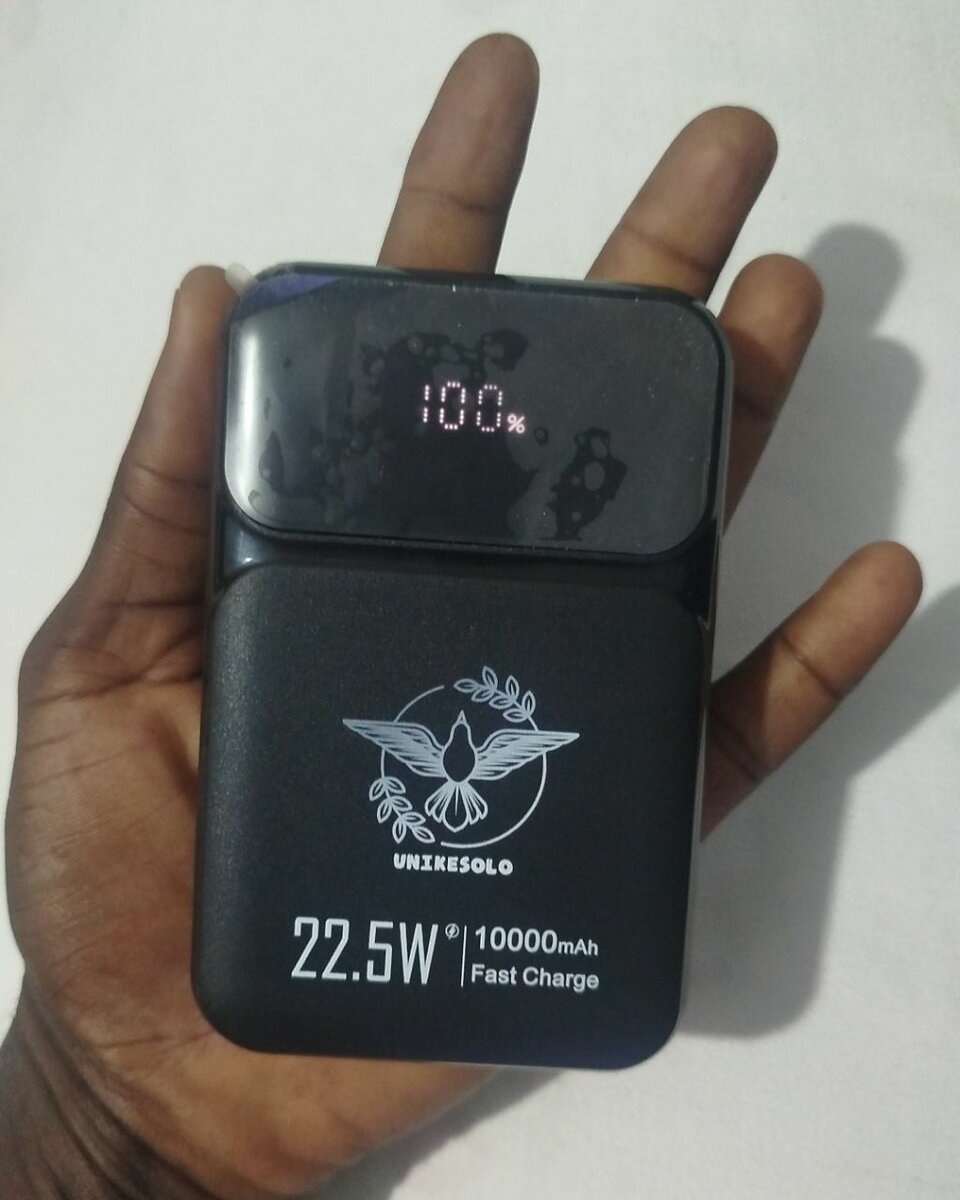 100%
UNIKESOLO
22.5W
10000mAh
Fast Charge